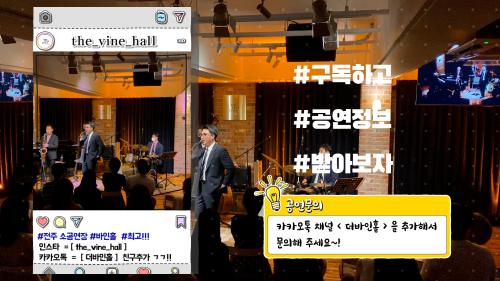 the_vine_hall
#구독하고
#공연정보
#받아보자
#전주 소극연장 #바인홀 #최고!!!
인스타 = [ the_vine_hall ]
카카오톡 = [ 더바인홀 ] 친구추가 ㄱㄱ!!
공연문의
카카오톡 채널 < 더바인홀 > 을 추가해서
문의해 주세요~!